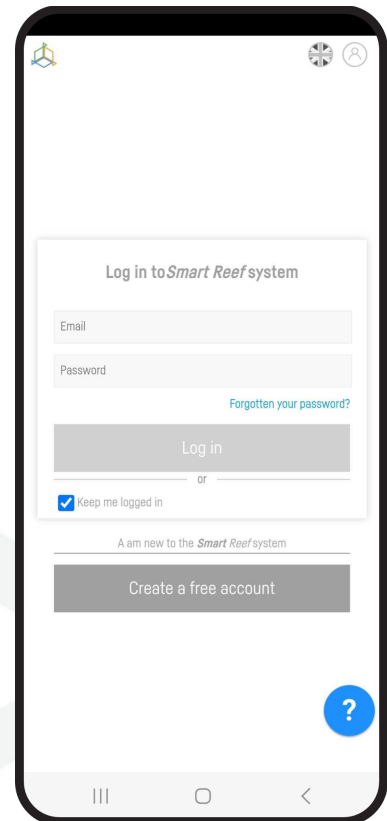 Log in to Smart Reef system
Email
Password
Forgotten your password?
Log in
or
Keep me logged in
A am new to the Smart Reef system
Create a free account
?